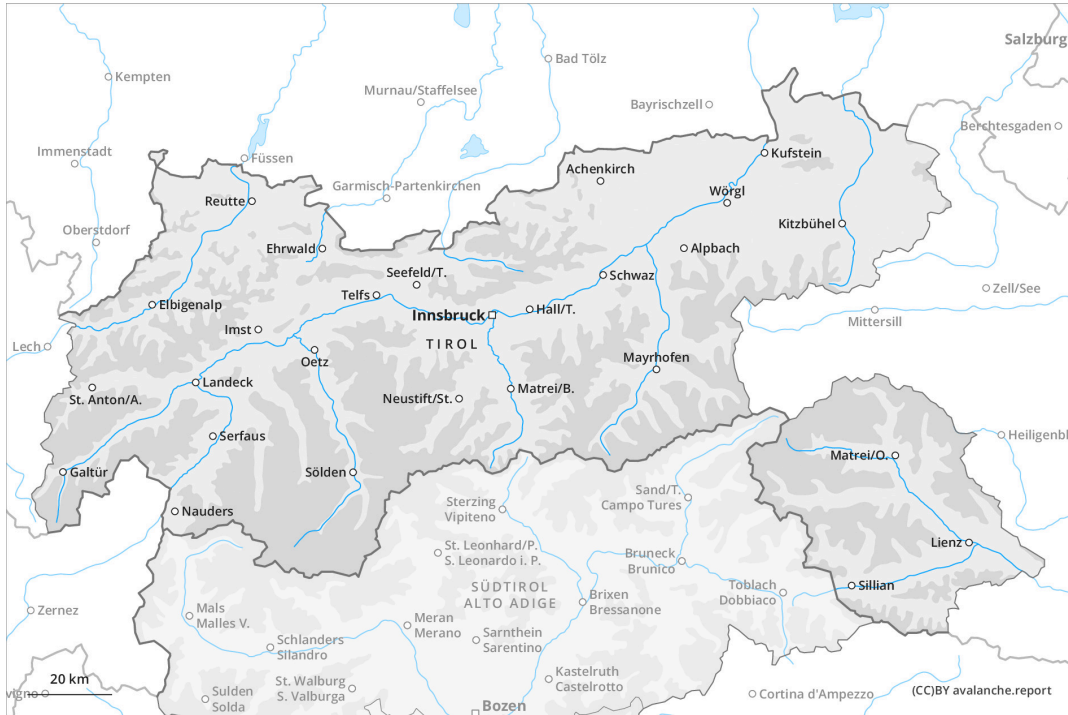 Salzburg
Bad Tölz
Kempten
Murnau/Staffelsee
Bayrischzell
Berchtesgaden
Immenstadt
Füssen
Kufstein
Achenkirch
Garmisch-Partenkirchen
Wörgl
Reutte
Oberstdorf
Kitzbühel
Ehrwald
Alpbach
Seefeld/T.
Schwaz
Zell/See
Telfs
Elbigenalp
Hall/T.
Innsbruck
Mittersill
Imst
TIROL
Lech
Oetz
Mayrhofen
Landeck
Matrei/B.
St. Anton/A.
Neustift/St.
Serfaus
Heiligenbl
Matrei/O.
Galtür
Sölden
Sand/T.
Campo Tures
Sterzing
Vipiteno
Nauders
Lienz
St. Leonhard/P.
S. Leonardo i. P.
Bruneck
Brunico
Sillian
Toblach
Dobbiaco
SÜDTIROL
ALTO ADIGE
Brixen
Bressanone
Zernez
Mals
Malles V.
Meran
Merano
Schlanders
Silandro
Sarnthein
Sarentino
20 km
St. Walburg
S. Valburga
Kastelruth
Castelrotto
vigno
Sulden
Solda
Cortina d'Ampezzo
(CC)BY avalanche.report
Bozen